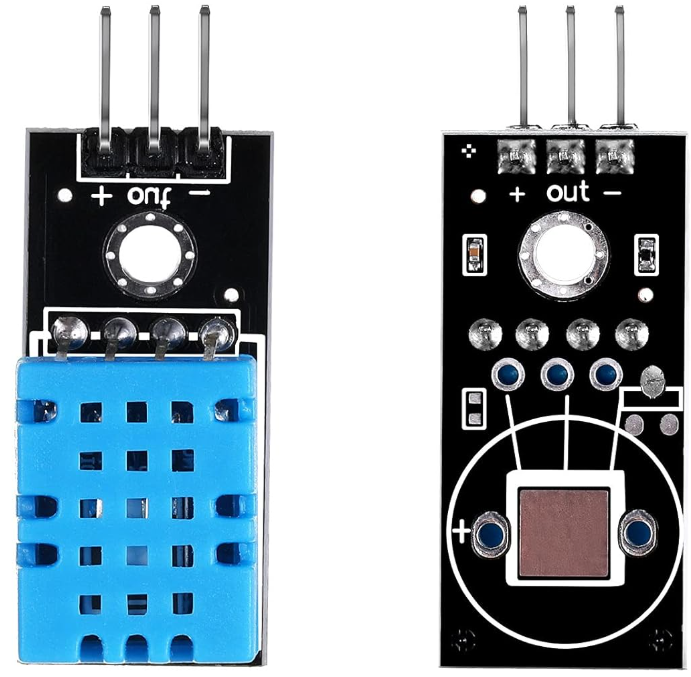 + out −
+ out −
+